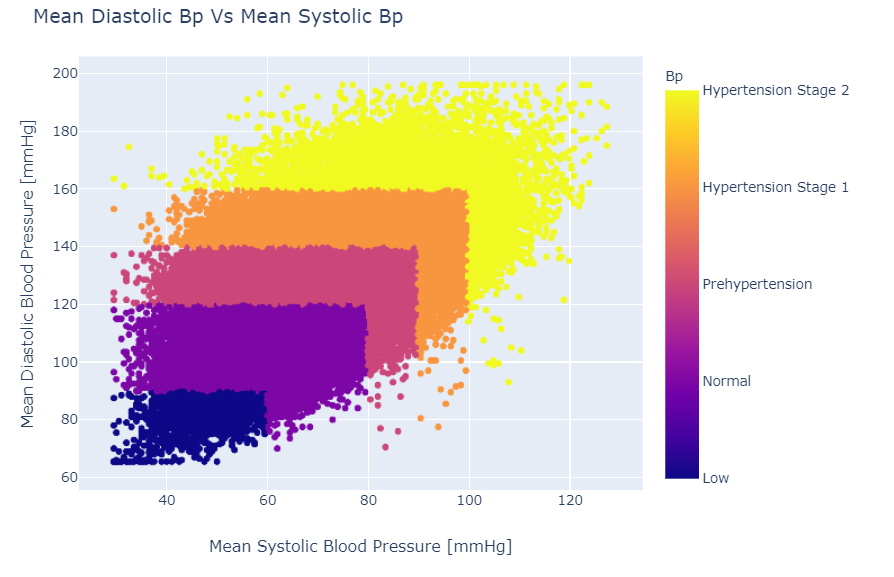 Mean Diastolic Bp Vs Mean Systolic Bp
Bp
Hypertension Stage 2
Hypertension Stage 1
Prehypertension
Normal
Low
Mean Diastolic Blood Pressure [mmHg]
200
180
160
140
120
100
80
60
40
60
80
100
120
Mean Systolic Blood Pressure [mmHg]